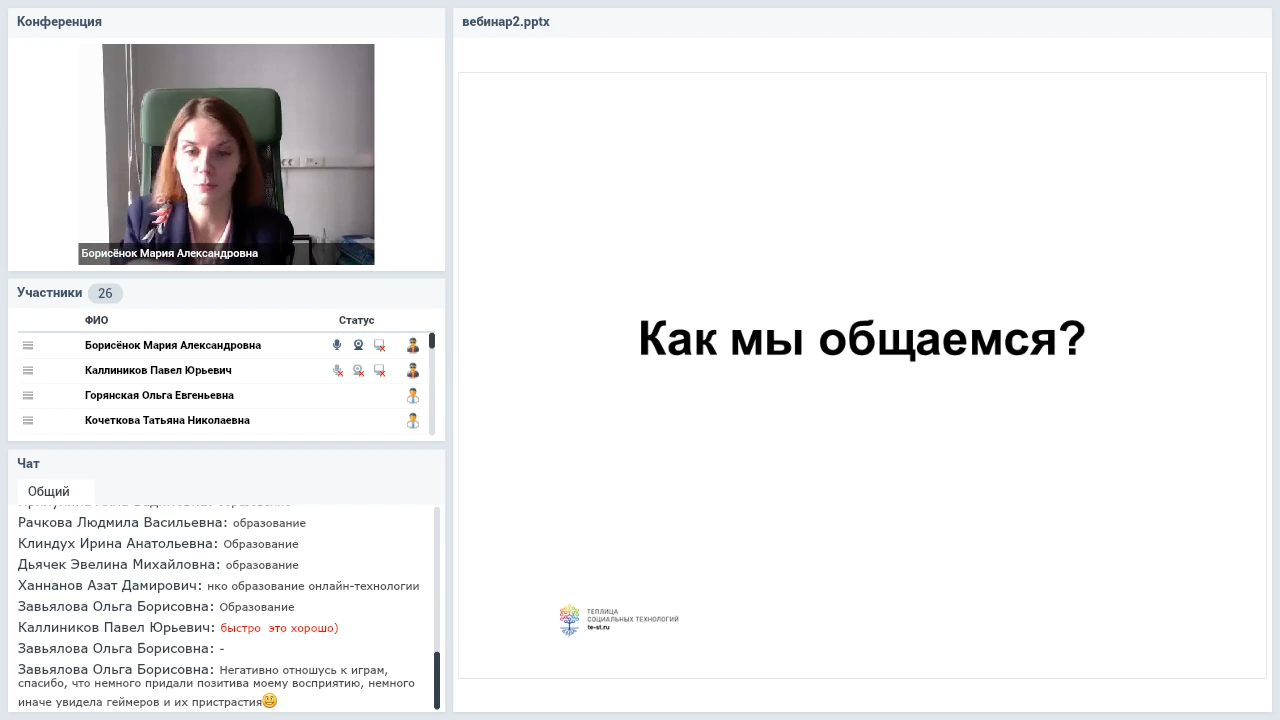 Конференция
Борисёнок Мария Александровна
Участники 26
ФИО Статус
Борисёнок Мария Александровна
Каллиников Павел Юрьевич
Горянская Ольга Евгеньевна
Кочеткова Татьяна Николаевна
Чат
Общий
Рачкова Людмила Васильевна: образование
Клиндух Ирина Анатольевна: Образование
Дьячек Эвелина Михайловна: образование
Ханнанов Азат Дамирович: нко образование онлайн-технологии
Завьялова Ольга Борисовна: Образование
Каллиников Павел Юрьевич: быстро это хорошо)
Завьялова Ольга Борисовна: -
Завьялова Ольга Борисовна: Негативно отношусь к играм,
спасибо, что немного придали позитива моему восприятию, немного
иначе увидела геймеров и их пристрастия
вебинар2.pptx
Как мы общаемся?
ТЕПЛИЦА
СОЦИАЛЬНЫХ ТЕХНОЛОГИЙ
te-st.ru